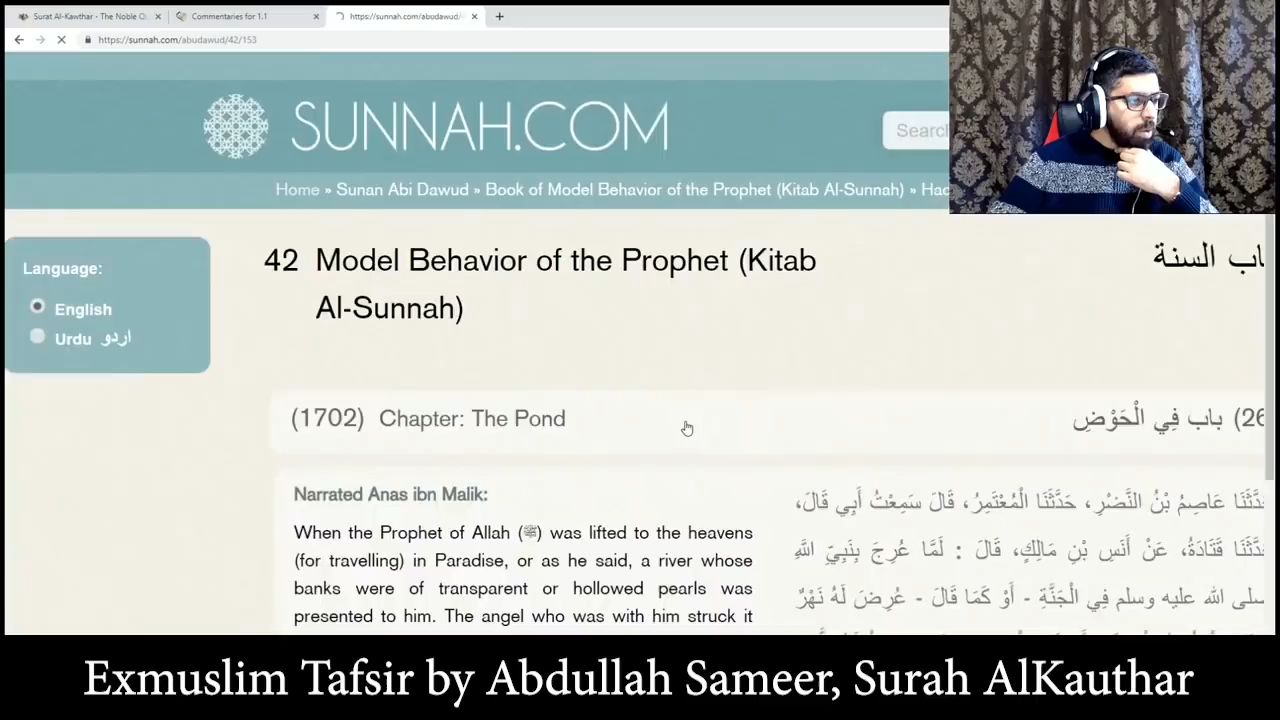 Surat Al-Kawthar - The Noble Q
Commentaries for 1.1
https://sunnah.com/abudawud/
https://sunnah.com/abudawud/42/153
SUNNAH.COM
Search
Home » Sunan Abi Dawud » Book of Model Behavior of the Prophet (Kitab Al-Sunnah) » Had
Language:
English
Urdu اردو
42 Model Behavior of the Prophet (Kitab
Al-Sunnah)
اب السنة
(1702) Chapter: The Pond
باب فِي الْحَوْضِ (26
Narrated Anas ibn Malik:
When the Prophet of Allah (ﷺ) was lifted to the heavens
(for travelling) in Paradise, or as he said, a river whose
banks were of transparent or hollowed pearls was
presented to him. The angel who was with him struck it
دَّثَنَا عَاصِمُ بْنُ النَّضْرِ، حَدَّثَنَا الْمُعْتَمِرُ، قَالَ سَمِعْتُ أَبِي قَالَ،
دَّثَنَا قَتَادَةُ، عَنْ أَنَسِ بْنِ مَالِكٍ، قَالَ : لَمَّا عُرِجَ بِنَبِيِّ اللَّهِ
صلى الله عليه وسلم فِي الْجَنَّةِ - أَوْ كَمَا قَالَ - عُرِضَ لَهُ نَهْرٌ
Exmuslim Tafsir by Abdullah Sameer, Surah AlKauthar